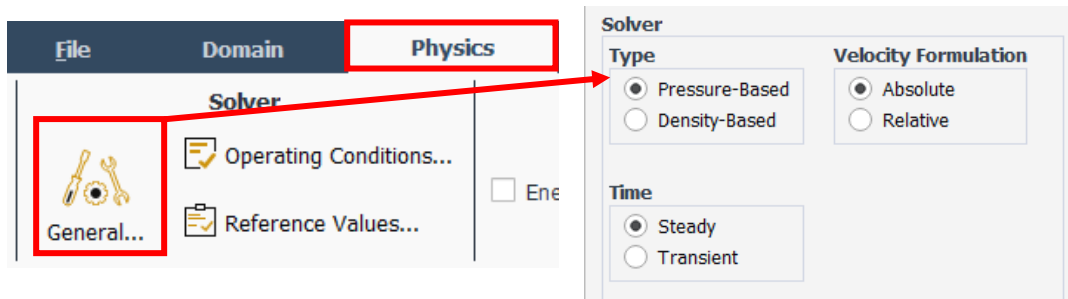 File Domain Physics
Solver
General...
Operating Conditions...
Reference Values...
Ene
Solver
Type
Pressure-Based
Density-Based
Velocity Formulation
Absolute
Relative
Time
Steady
Transient